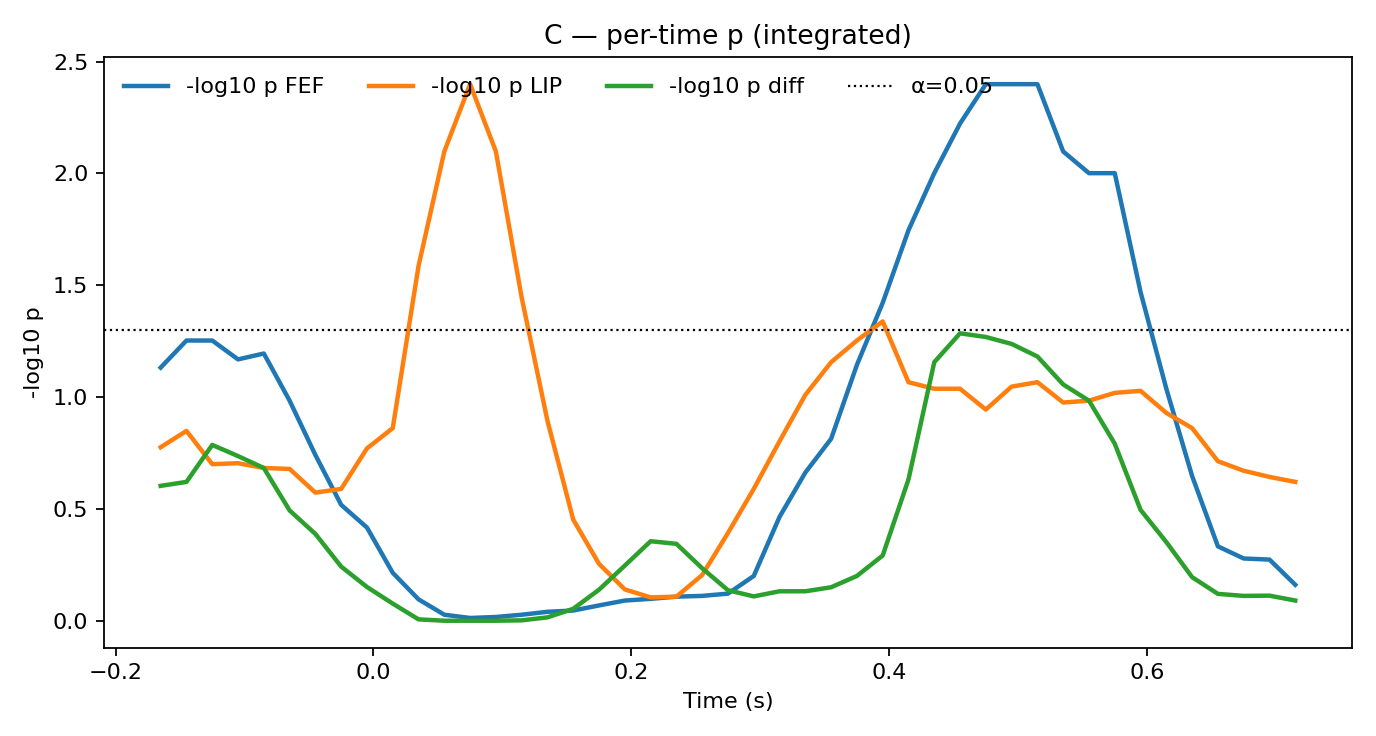 C — per-time p (integrated)
-log10 p FEF -log10 p LIP -log10 p diff α=0.05
2.5
2.0
1.5
1.0
0.5
0.0
-log10 p
−0.2 0.0 0.2 0.4 0.6
Time (s)